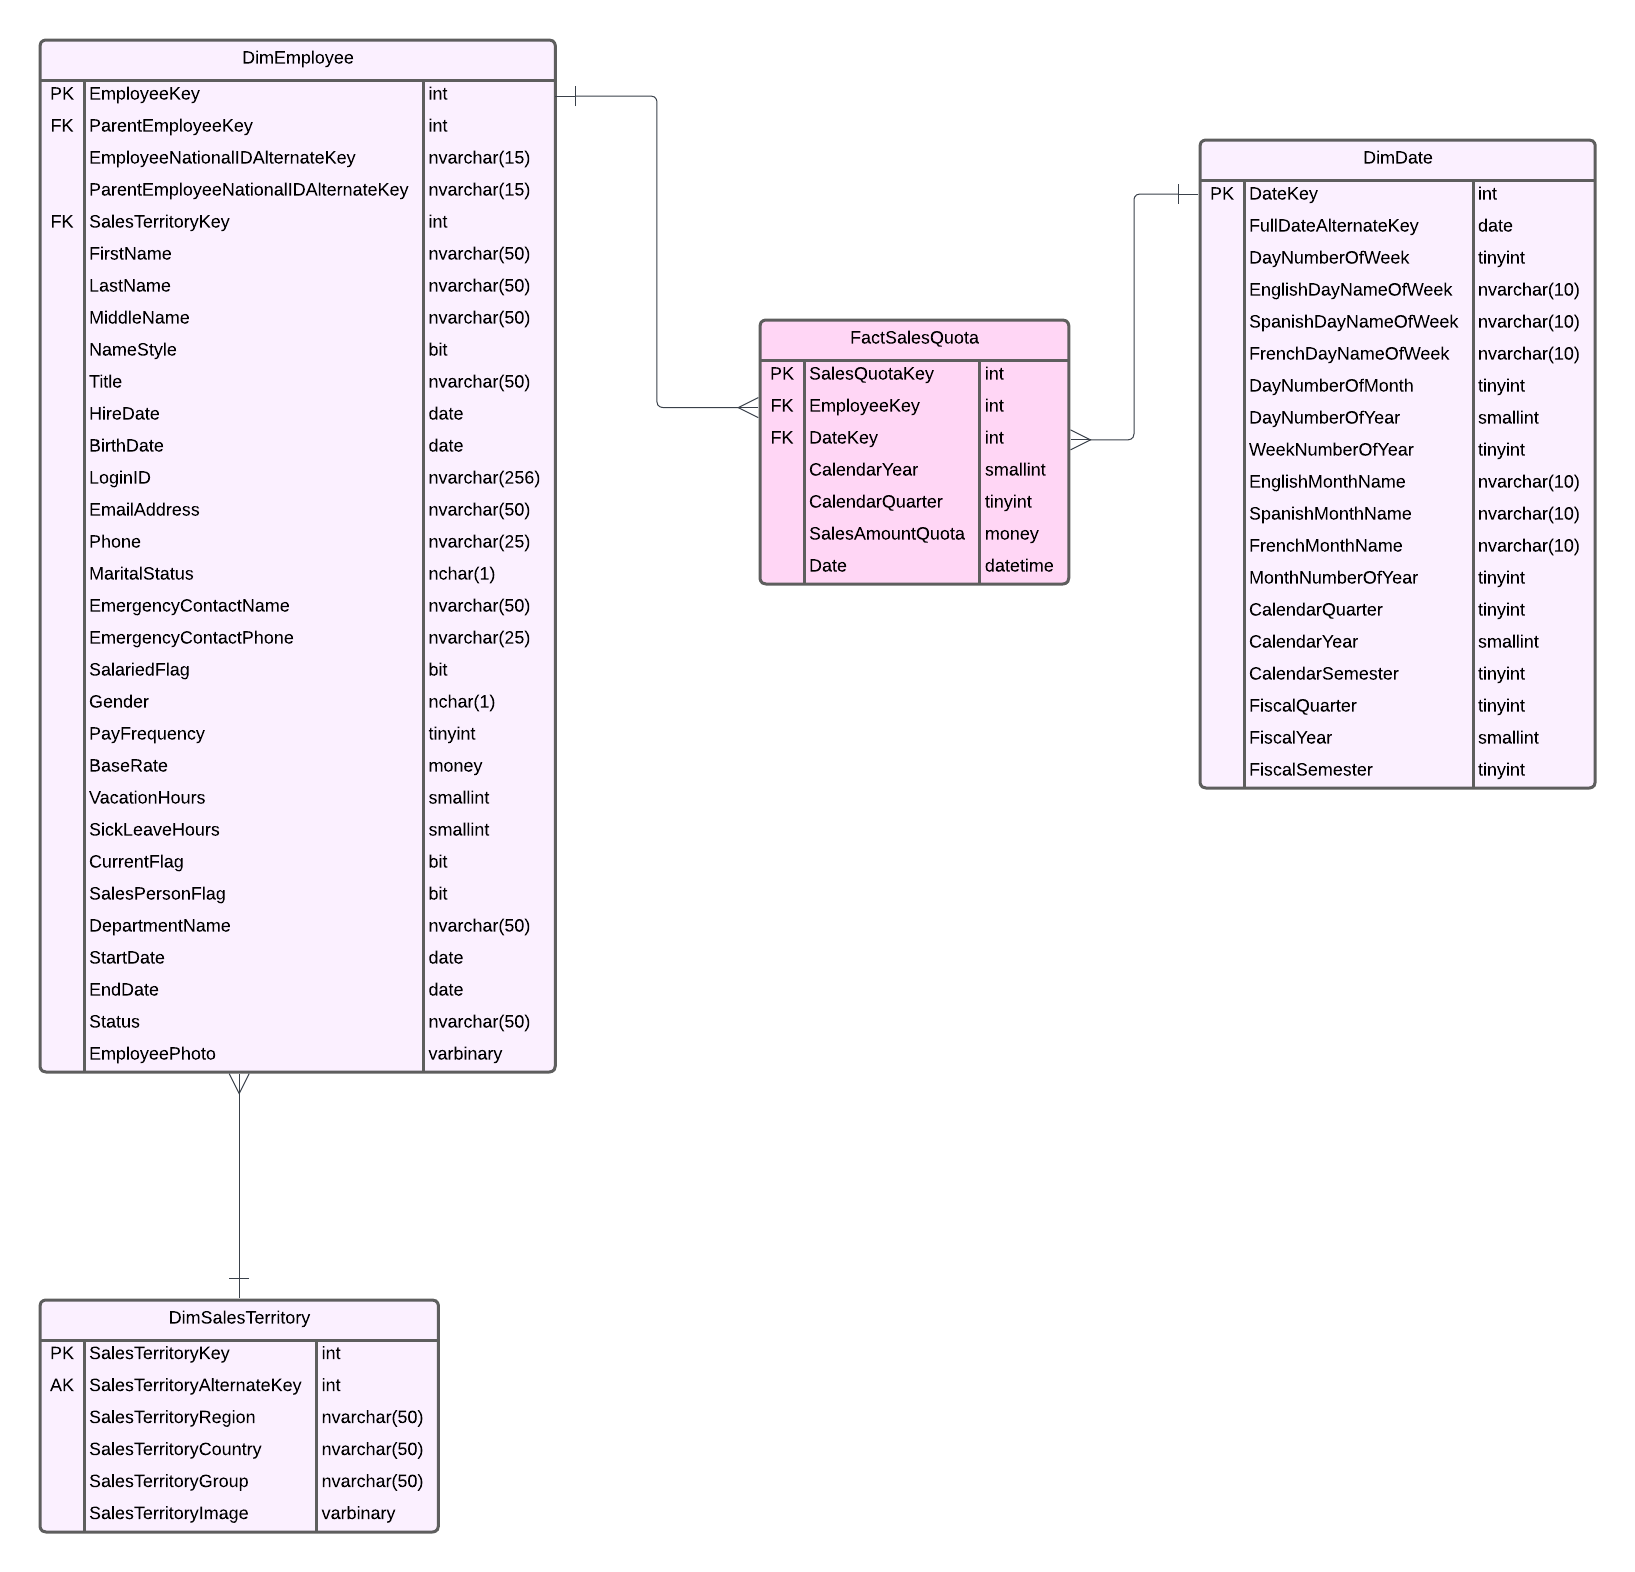 DimEmployee
PK EmployeeKey int
FK ParentEmployeeKey int
EmployeeNationalIDAlternateKey nvarchar(15)
ParentEmployeeNationalIDAlternateKey nvarchar(15)
FK SalesTerritoryKey int
FirstName nvarchar(50)
LastName nvarchar(50)
MiddleName nvarchar(50)
NameStyle bit
Title nvarchar(50)
HireDate date
BirthDate date
LoginID nvarchar(256)
EmailAddress nvarchar(50)
Phone nvarchar(25)
MaritalStatus nchar(1)
EmergencyContactName nvarchar(50)
EmergencyContactPhone nvarchar(25)
SalariedFlag bit
Gender nchar(1)
PayFrequency tinyint
BaseRate money
VacationHours smallint
SickLeaveHours smallint
CurrentFlag bit
SalesPersonFlag bit
DepartmentName nvarchar(50)
StartDate date
EndDate date
Status nvarchar(50)
EmployeePhoto varbinary
FactSalesQuota
PK SalesQuotaKey int
FK EmployeeKey int
FK DateKey int
CalendarYear smallint
CalendarQuarter tinyint
SalesAmountQuota money
Date datetime
DimDate
PK DateKey int
FullDateAlternateKey date
DayNumberOfWeek tinyint
EnglishDayNameOfWeek nvarchar(10)
SpanishDayNameOfWeek nvarchar(10)
FrenchDayNameOfWeek nvarchar(10)
DayNumberOfMonth tinyint
DayNumberOfYear smallint
WeekNumberOfYear tinyint
EnglishMonthName nvarchar(10)
SpanishMonthName nvarchar(10)
FrenchMonthName nvarchar(10)
MonthNumberOfYear tinyint
CalendarQuarter tinyint
CalendarYear smallint
CalendarSemester tinyint
FiscalQuarter tinyint
FiscalYear smallint
FiscalSemester tinyint
DimSalesTerritory
PK SalesTerritoryKey int
AK SalesTerritoryAlternateKey int
SalesTerritoryRegion nvarchar(50)
SalesTerritoryCountry nvarchar(50)
SalesTerritoryGroup nvarchar(50)
SalesTerritoryImage varbinary